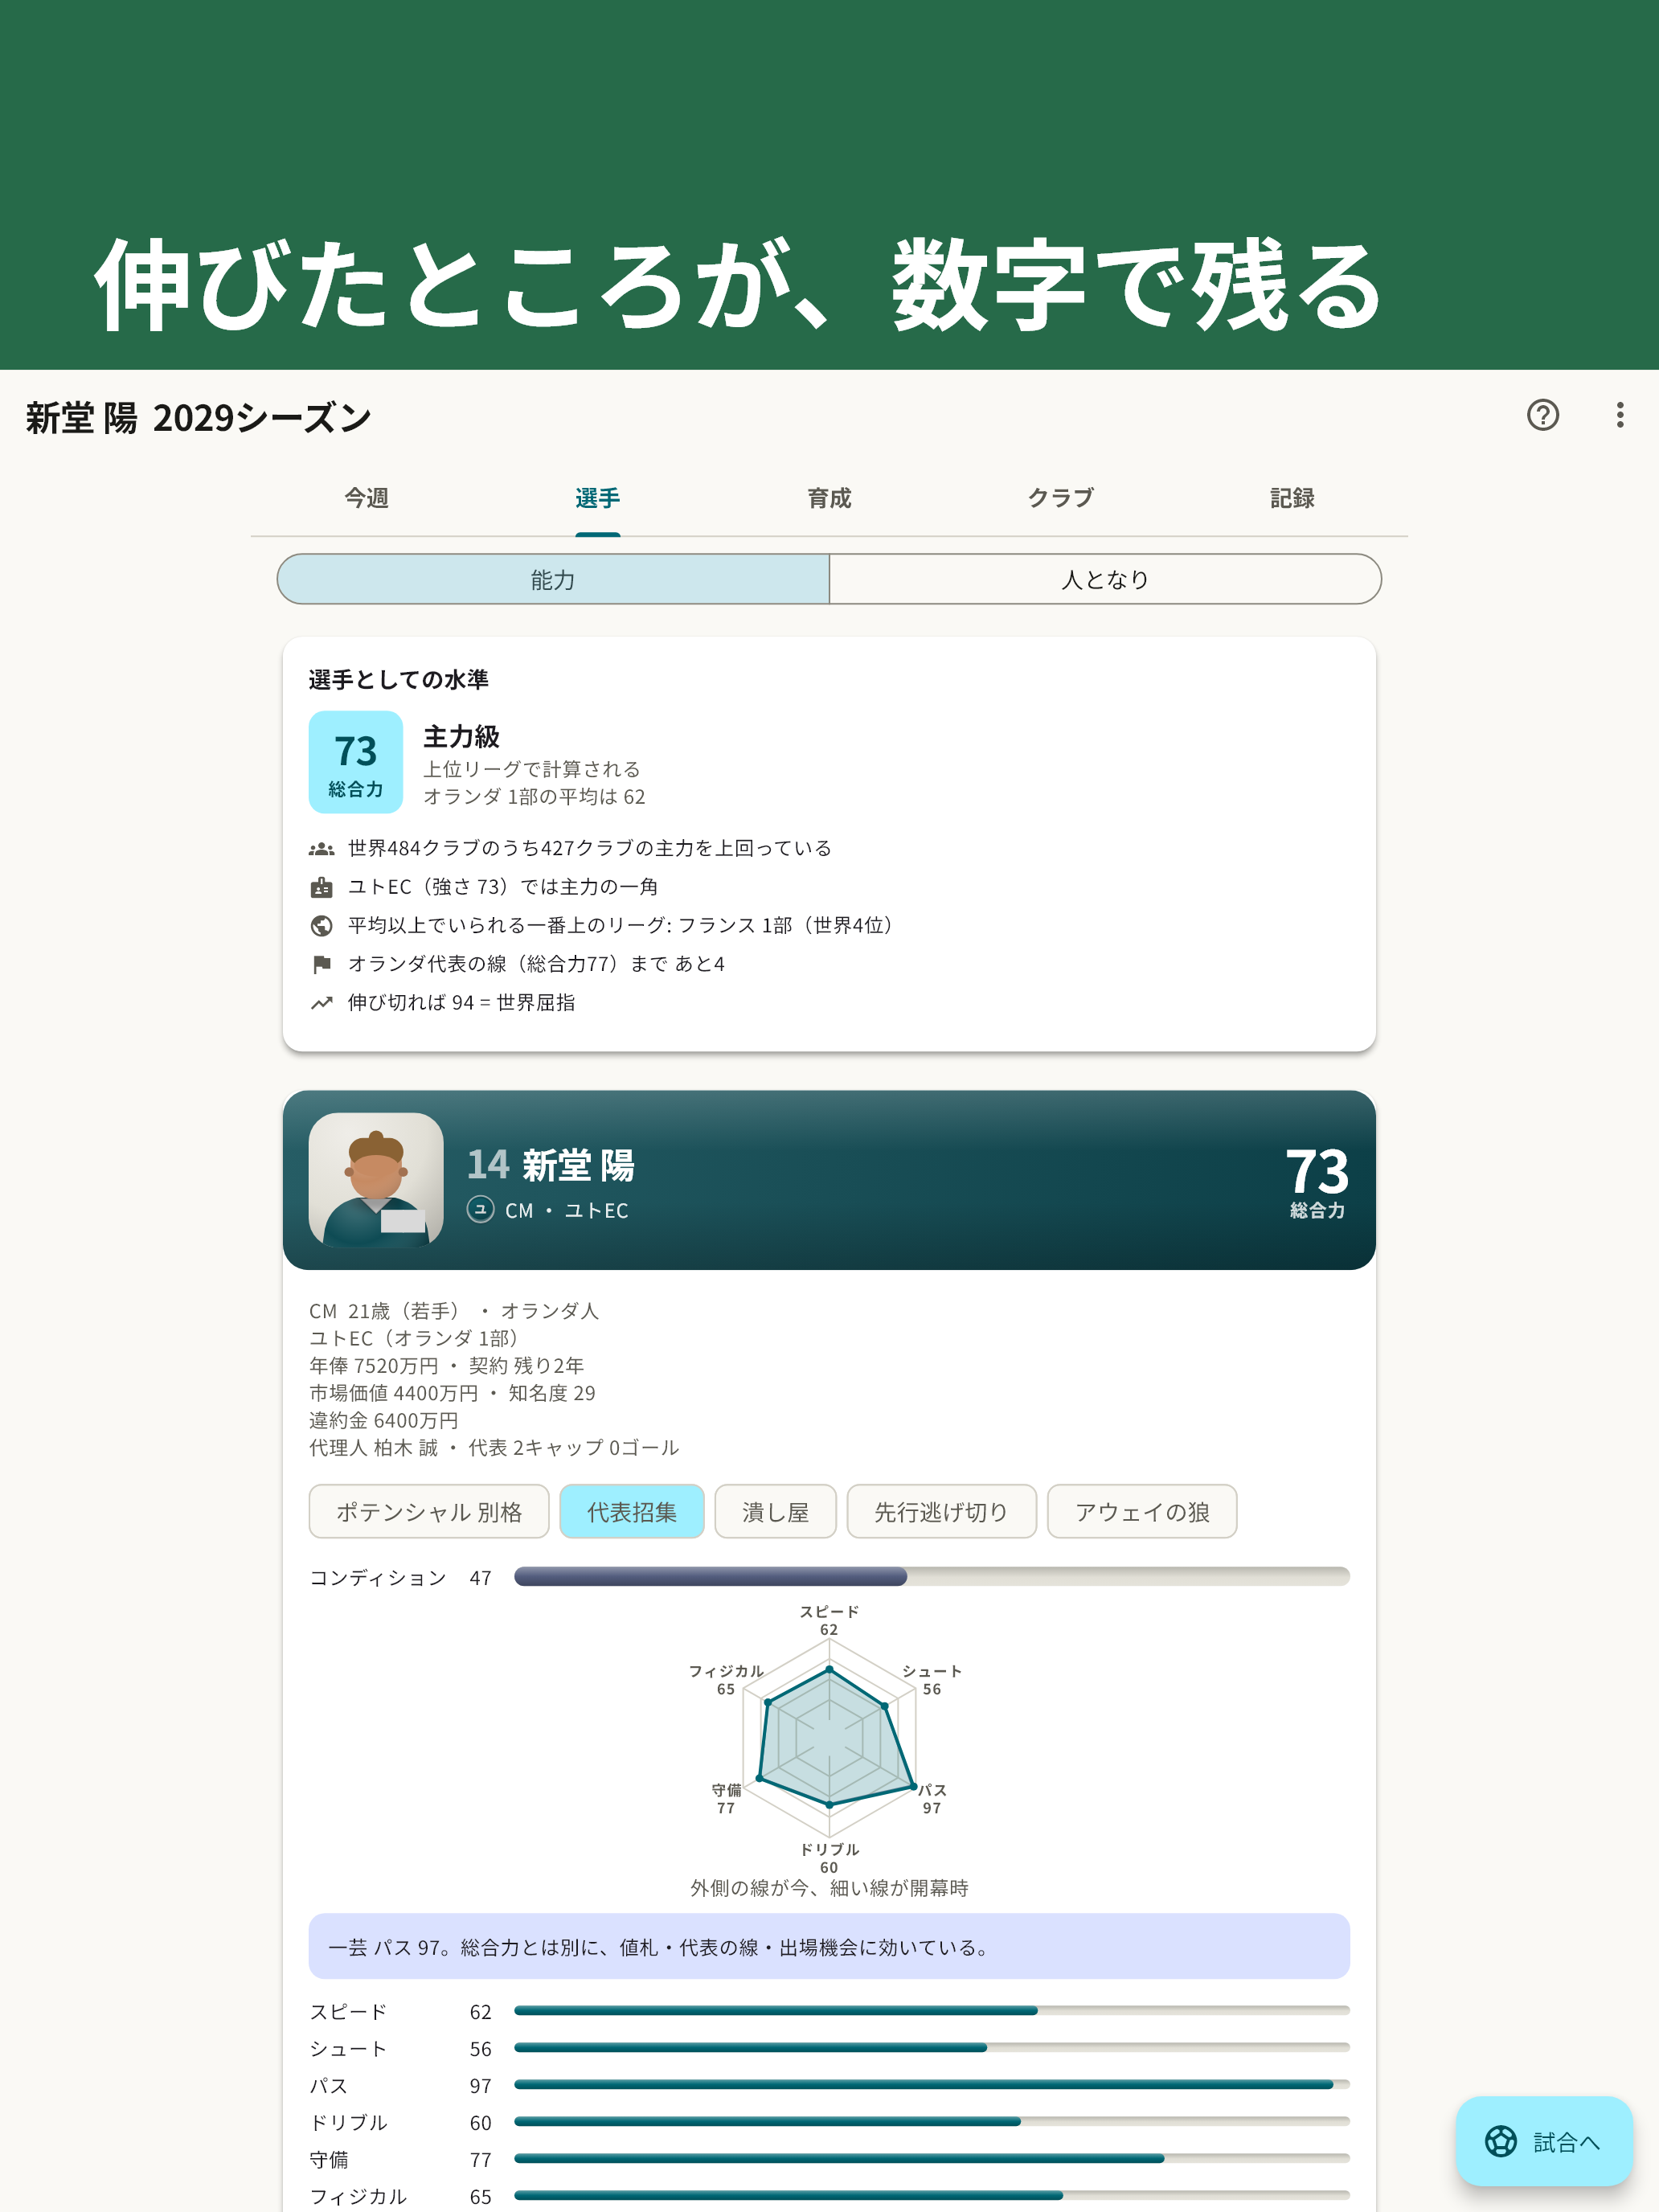 伸びたところが、数字で残る
新堂 陽 2029シーズン
今週 選手 育成 クラブ 記録
能力 人となり
選手としての水準
73
総合力
主力級
上位リーグで計算される
オランダ 1部の平均は 62
世界484クラブのうち427クラブの主力を上回っている
ユトEC（強さ 73）では主力の一角
平均以上でいられる一番上のリーグ: フランス 1部（世界4位）
オランダ代表の線（総合力77）まで あと4
伸び切れば 94 = 世界屈指
14 新堂 陽
ユ CM ・ ユトEC
73
総合力
CM 21歳（若手） ・ オランダ人
ユトEC（オランダ 1部）
年俸 7520万円 ・ 契約 残り2年
市場価値 4400万円 ・ 知名度 29
違約金 6400万円
代理人 柏木 誠 ・ 代表 2キャップ 0ゴール
ポテンシャル 別格 代表招集 潰し屋 先行逃げ切り アウェイの狼
コンディション 47
スピード
62
フィジカル
65
シュート
56
守備
77
パス
97
ドリブル
60
外側の線が今、細い線が開幕時
一芸 パス 97。総合力とは別に、値札・代表の線・出場機会に効いている。
スピード 62
シュート 56
パス 97
ドリブル 60
守備 77
フィジカル 65
試合へ